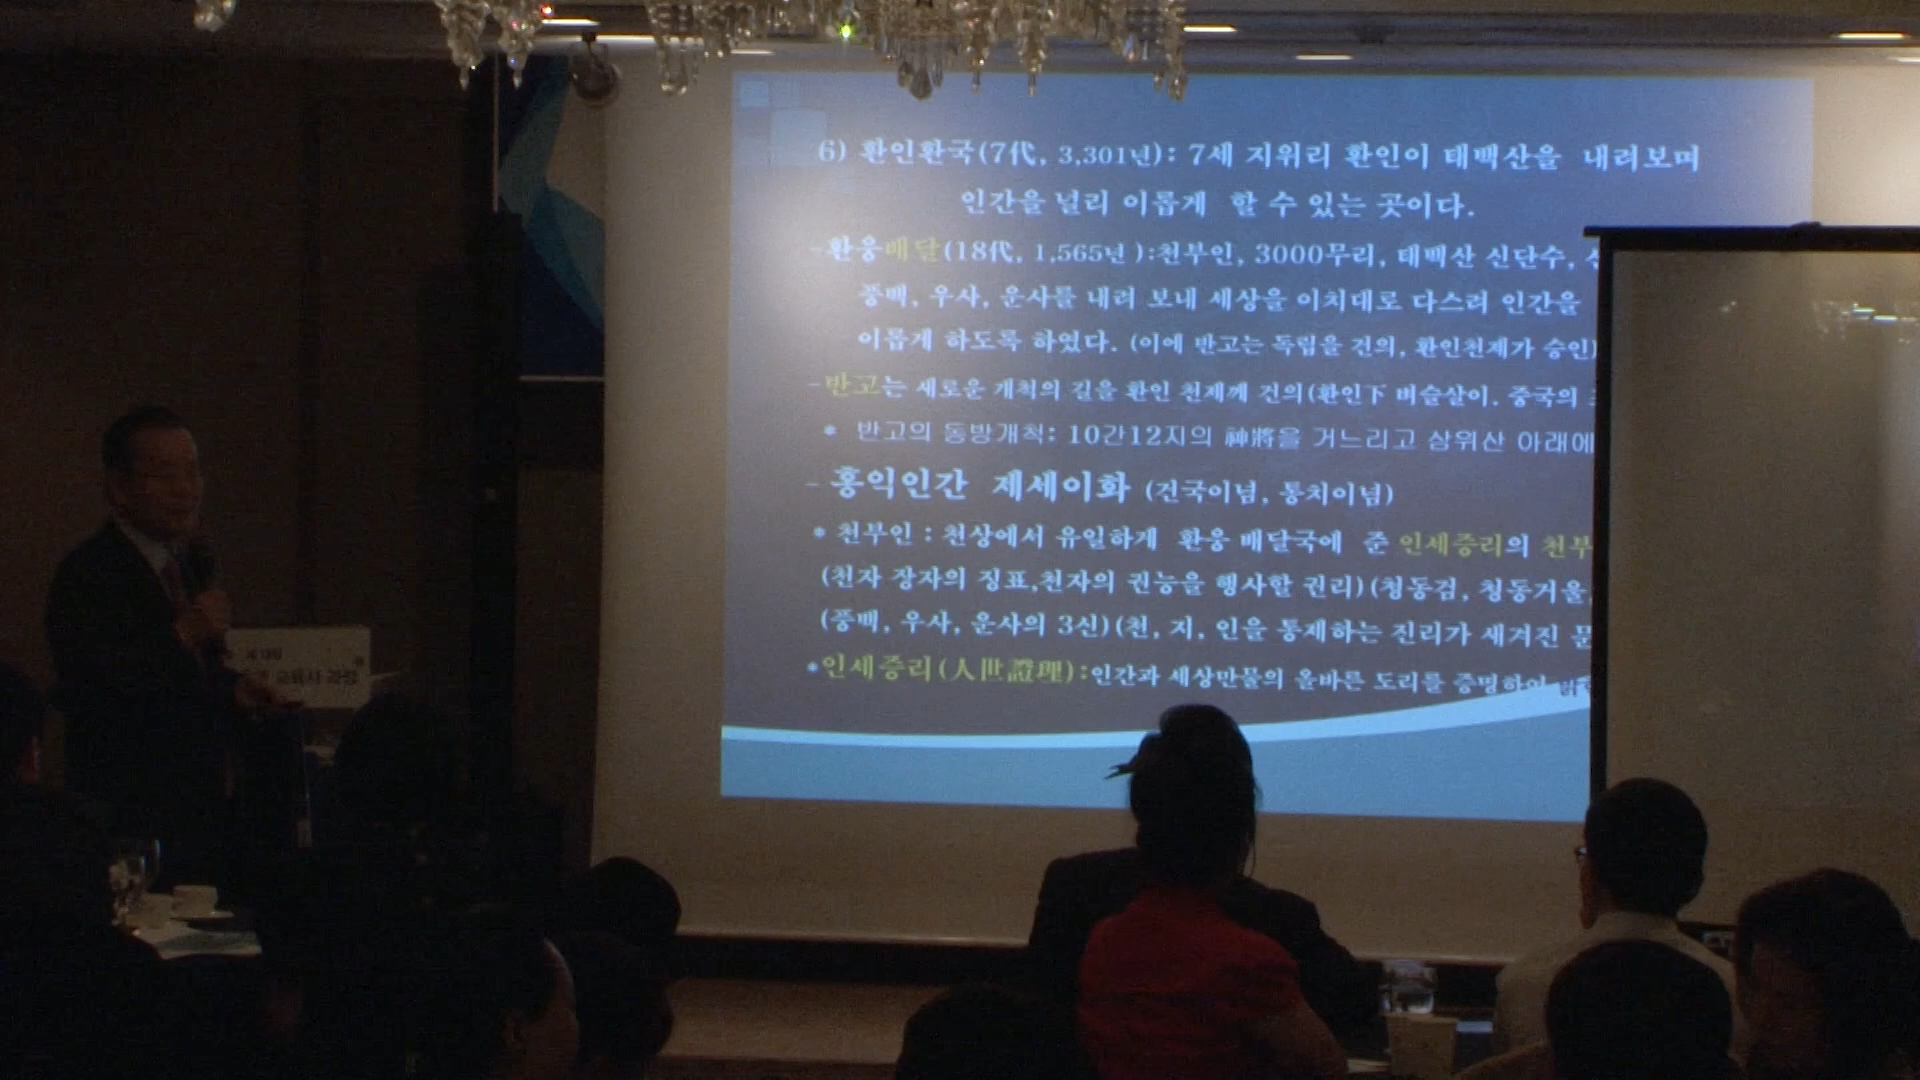 6) 환인환국(7代, 3,301년): 7세 지위리 환인이 태백산을 내려보며
인간을 널리 이롭게 할 수 있는 곳이다.
-환웅배달(18代, 1,565년 ):천부인, 3000무리, 태백산 신단수,
풍백, 우사, 운사를 내려 보내 세상을 이치대로 다스려 인간을
이롭게 하도록 하였다. (이에 반고는 독립을 건의, 환인천제가 승인)
-반고는 새로운 개척의 길을 환인 천제께 건의(환인下 벼슬살이. 중국의
* 반고의 동방개척: 10간12지의 神將을 거느리고 삼위산 아래에
- 홍익인간 제세이화 (건국이념, 통치이념)
* 천부인 : 천상에서 유일하게 환웅 배달국에 준 인세증리의 천부
(천자 장자의 징표,천자의 권능을 행사할 권리)(청동검, 청동거울,
(풍백, 우사, 운사의 3신)(천, 지, 인을 통제하는 진리가 새겨진
*인세증리(人世證理):인간과 세상만물의 올바른 도리를 증명하여